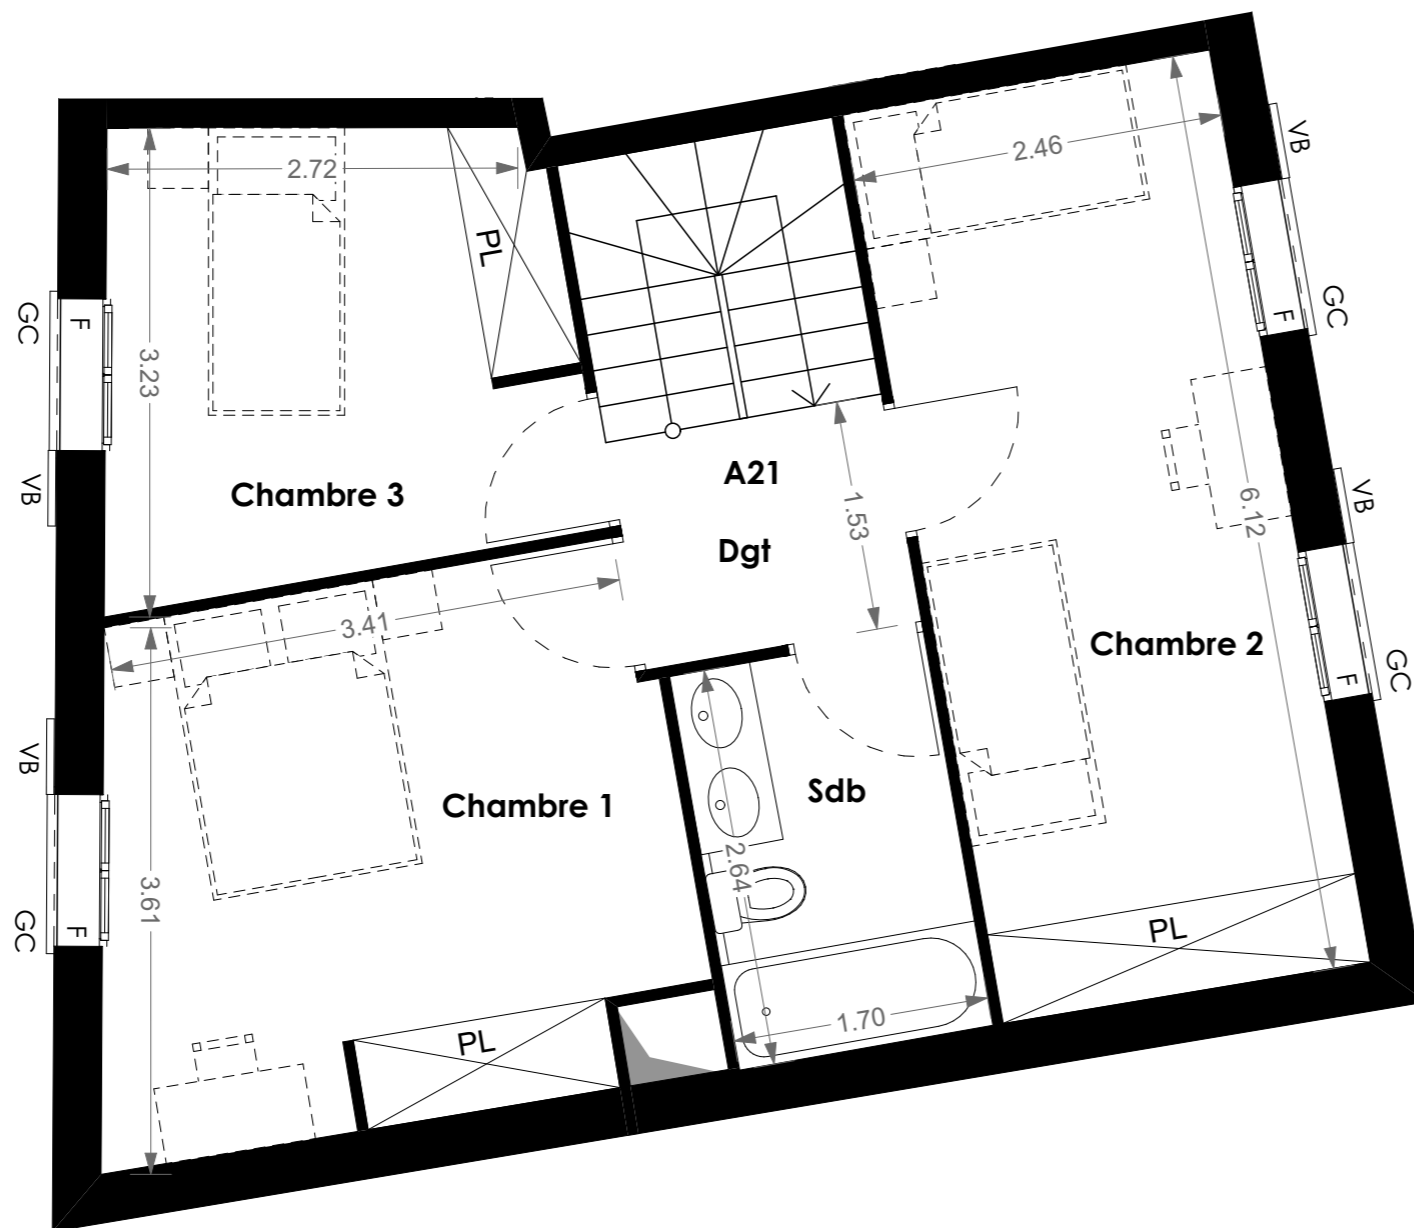 2.46
VB
2.72
PL
GC
F
GC
F
3.23
VB
Chambre 3
A21
1.53
6.12
VB
Dgt
3.41
Chambre 2
GC
F
VB
Chambre 1
Sdb
2.64
3.61
GC
F
PL
1.70
PL